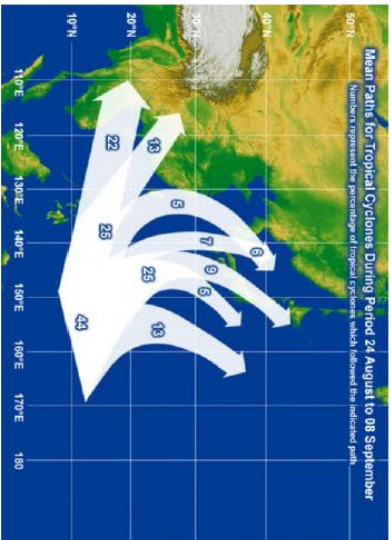 Mean Paths for Tropical Cyclones During Period 24 August to 08 September
Numbers represent the percentage of tropical cyclones which followed the indicated path
50°N
40°N
30°N
20°N
10°N
110°E
120°E
130°E
140°E
150°E
160°E
170°E
180
22
13
5
7
6
25
25
9
5
44
13